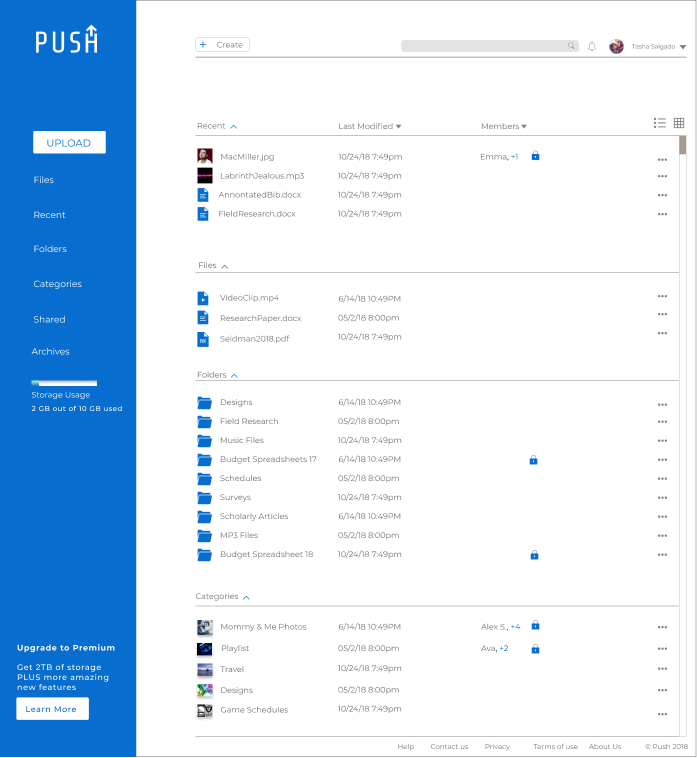 PUSH
+ Create
Tasha Salgado
UPLOAD
Files
Recent
Folders
Categories
Shared
Archives
Storage Usage
2 GB out of 10 GB used
Upgrade to Premium
Get 2TB of storage
PLUS more amazing
new features
Learn More
Recent Last Modified Members
MacMiller.jpg 10/24/18 7:49pm Emma, +1
LabrinthJealous.mp3 10/24/18 7:49pm
AnnontatedBib.docx 10/24/18 7:49pm
FieldResearch.docx 10/24/18 7:49pm
Files
VideoClip.mp4 6/14/18 10:49PM
ResearchPaper.docx 05/2/18 8:00pm
PDF Seidman2018.pdf 10/24/18 7:49pm
Folders
Designs 6/14/18 10:49PM
Field Research 05/2/18 8:00pm
Music Files 10/24/18 7:49pm
Budget Spreadsheets 17 6/14/18 10:49PM
Schedules 05/2/18 8:00pm
Surveys 10/24/18 7:49pm
Scholarly Articles 6/14/18 10:49PM
MP3 Files 05/2/18 8:00pm
Budget Spreadsheet 18 10/24/18 7:49pm
Categories
Mommy & Me Photos 6/14/18 10:49PM Alex S., +4
Playlist 05/2/18 8:00pm Ava, +2
Travel 10/24/18 7:49pm
Designs 05/2/18 8:00pm
Game Schedules 10/24/18 7:49pm
Help Contact us Privacy Terms of use About Us © Push 2018